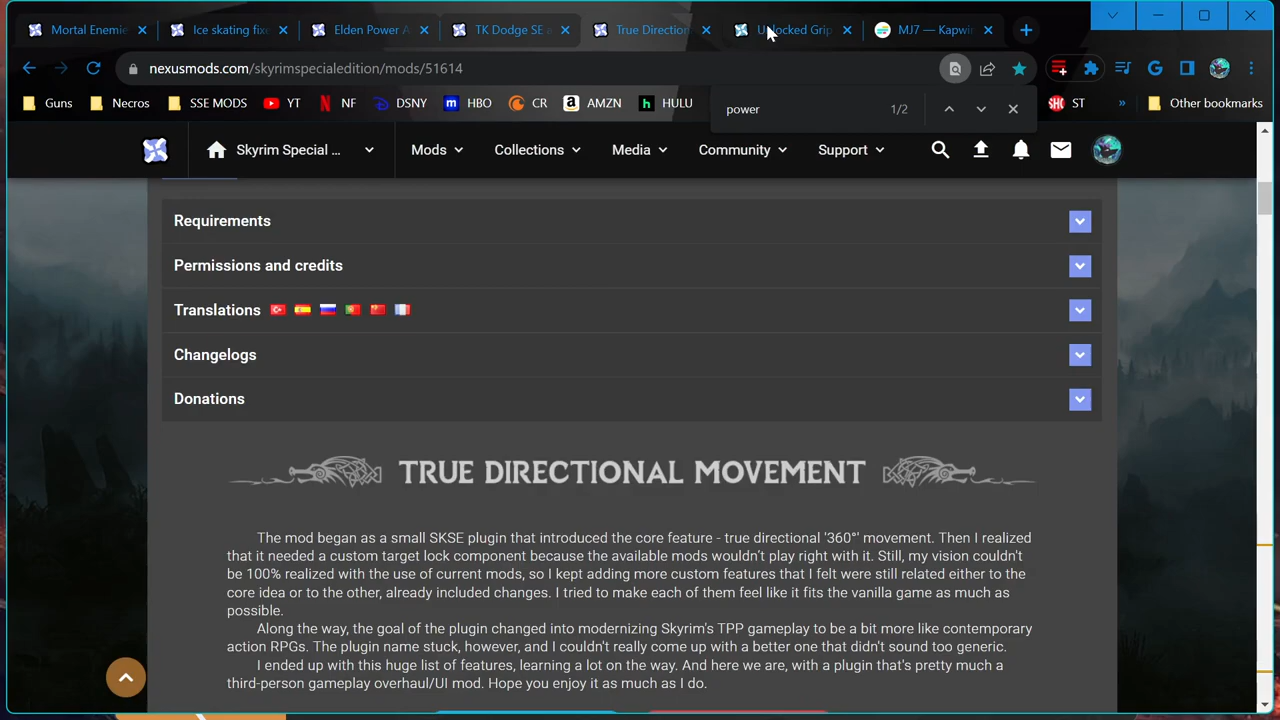 Mortal Enemie
Ice skating fixe
Elden Power A
TK Dodge SE a
True Direction
Unlocked Grip
MJ7 — Kapwin
nexusmods.com/skyrimspecialedition/mods/51614
Guns
Necros
SSE MODS
YT
NF
DSNY
HBO
CR
AMZN
HULU
ST
»
Other bookmarks
power
1/2
Skyrim Special ...
Mods
Collections
Media
Community
Support
Requirements
Permissions and credits
Translations
Changelogs
Donations
TRUE DIRECTIONAL MOVEMENT
The mod began as a small SKSE plugin that introduced the core feature - true directional '360°' movement. Then I realized
that it needed a custom target lock component because the available mods wouldn't play right with it. Still, my vision couldn't
be 100% realized with the use of current mods, so I kept adding more custom features that I felt were still related either to the
core idea or to the other, already included changes. I tried to make each of them feel like it fits the vanilla game as much as
possible.
Along the way, the goal of the plugin changed into modernizing Skyrim's TPP gameplay to be a bit more like contemporary
action RPGs. The plugin name stuck, however, and I couldn't really come up with a better one that didn't sound too generic.
I ended up with this huge list of features, learning a lot on the way. And here we are, with a plugin that's pretty much a
third-person gameplay overhaul/UI mod. Hope you enjoy it as much as I do.